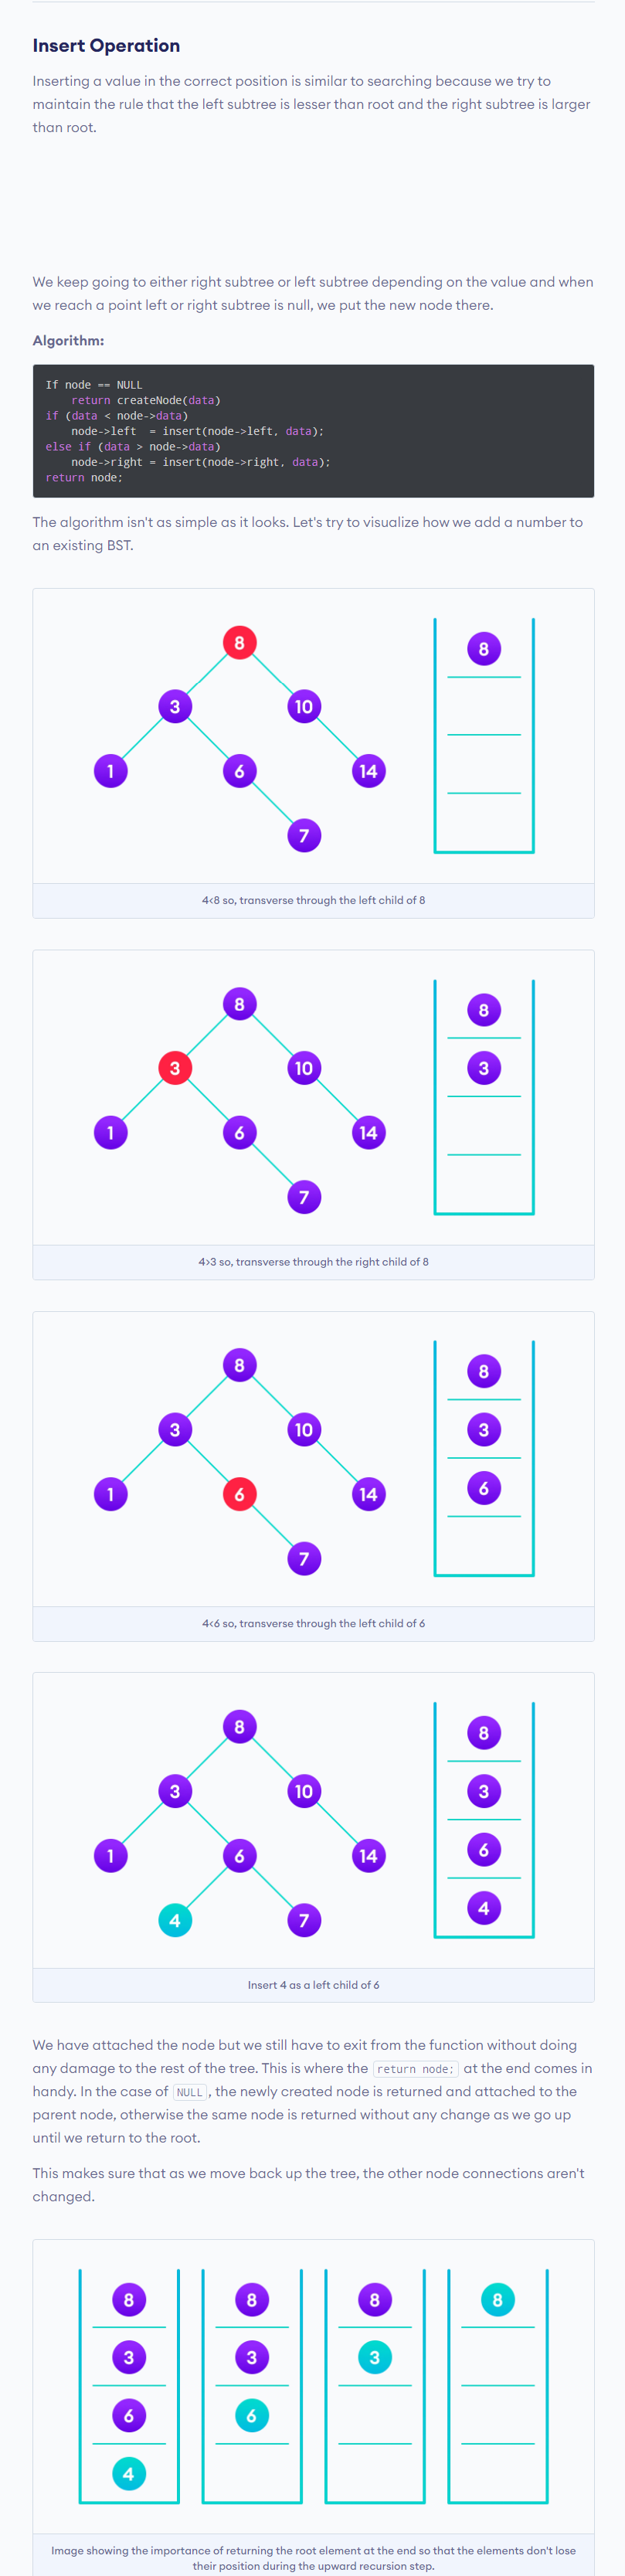 Insert Operation
Inserting a value in the correct position is similar to searching because we try to
maintain the rule that the left subtree is lesser than root and the right subtree is larger
than root.
We keep going to either right subtree or left subtree depending on the value and when
we reach a point left or right subtree is null, we put the new node there.
Algorithm:
If node == NULL
    return createNode(data)
if (data < node->data)
    node->left  = insert(node->left, data);
else if (data > node->data)
    node->right = insert(node->right, data);
return node;
The algorithm isn't as simple as it looks. Let's try to visualize how we add a number to
an existing BST.
8
3 10
1 6 14
7
8
4<8 so, transverse through the left child of 8
8
3 10
1 6 14
7
8
3
4>3 so, transverse through the right child of 8
8
3 10
1 6 14
7
8
3
6
4<6 so, transverse through the left child of 6
8
3 10
1 6 14
4 7
8
3
6
4
Insert 4 as a left child of 6
We have attached the node but we still have to exit from the function without doing
any damage to the rest of the tree. This is where the return node; at the end comes in
handy. In the case of NULL, the newly created node is returned and attached to the
parent node, otherwise the same node is returned without any change as we go up
until we return to the root.
This makes sure that as we move back up the tree, the other node connections aren't
changed.
8 8 8 8
3 3 3
6 6
4
Image showing the importance of returning the root element at the end so that the elements don't lose
their position during the upward recursion step.